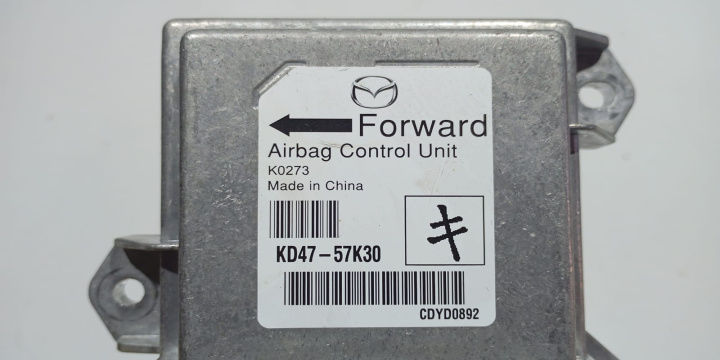 Forward
Airbag Control Unit
K0273
Made in China
キ
KD47-57K30
CDYD0892